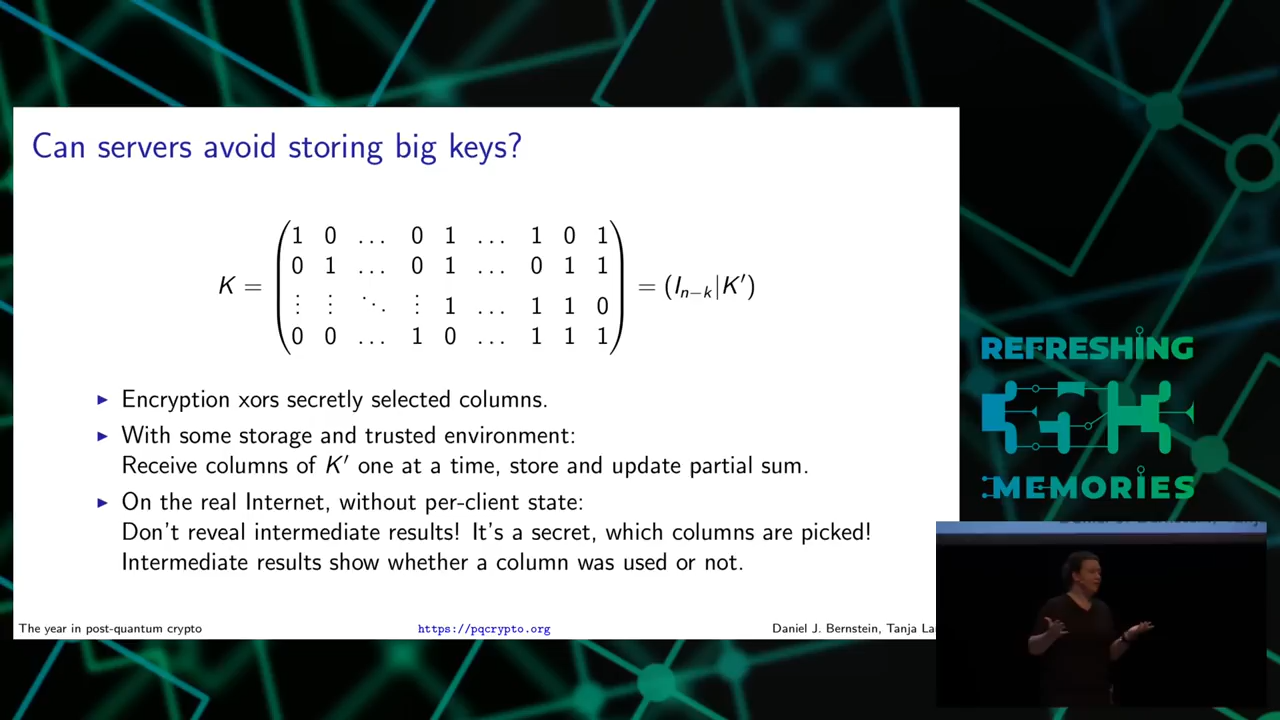 Can servers avoid storing big keys?
K = ( 1 0 … 0 1 … 1 0 1
0 1 … 0 1 … 0 1 1
⋮ ⋮ ⋱ ⋮ 1 … 1 1 0
0 0 … 1 0 … 1 1 1 ) = (I_{n−k}|K′)
▸ Encryption xors secretly selected columns.
▸ With some storage and trusted environment:
Receive columns of K′ one at a time, store and update partial sum.
▸ On the real Internet, without per-client state:
Don't reveal intermediate results! It's a secret, which columns are picked!
Intermediate results show whether a column was used or not.
The year in post-quantum crypto
https://pqcrypto.org
Daniel J. Bernstein, Tanja
REFRESHING
MEMORIES